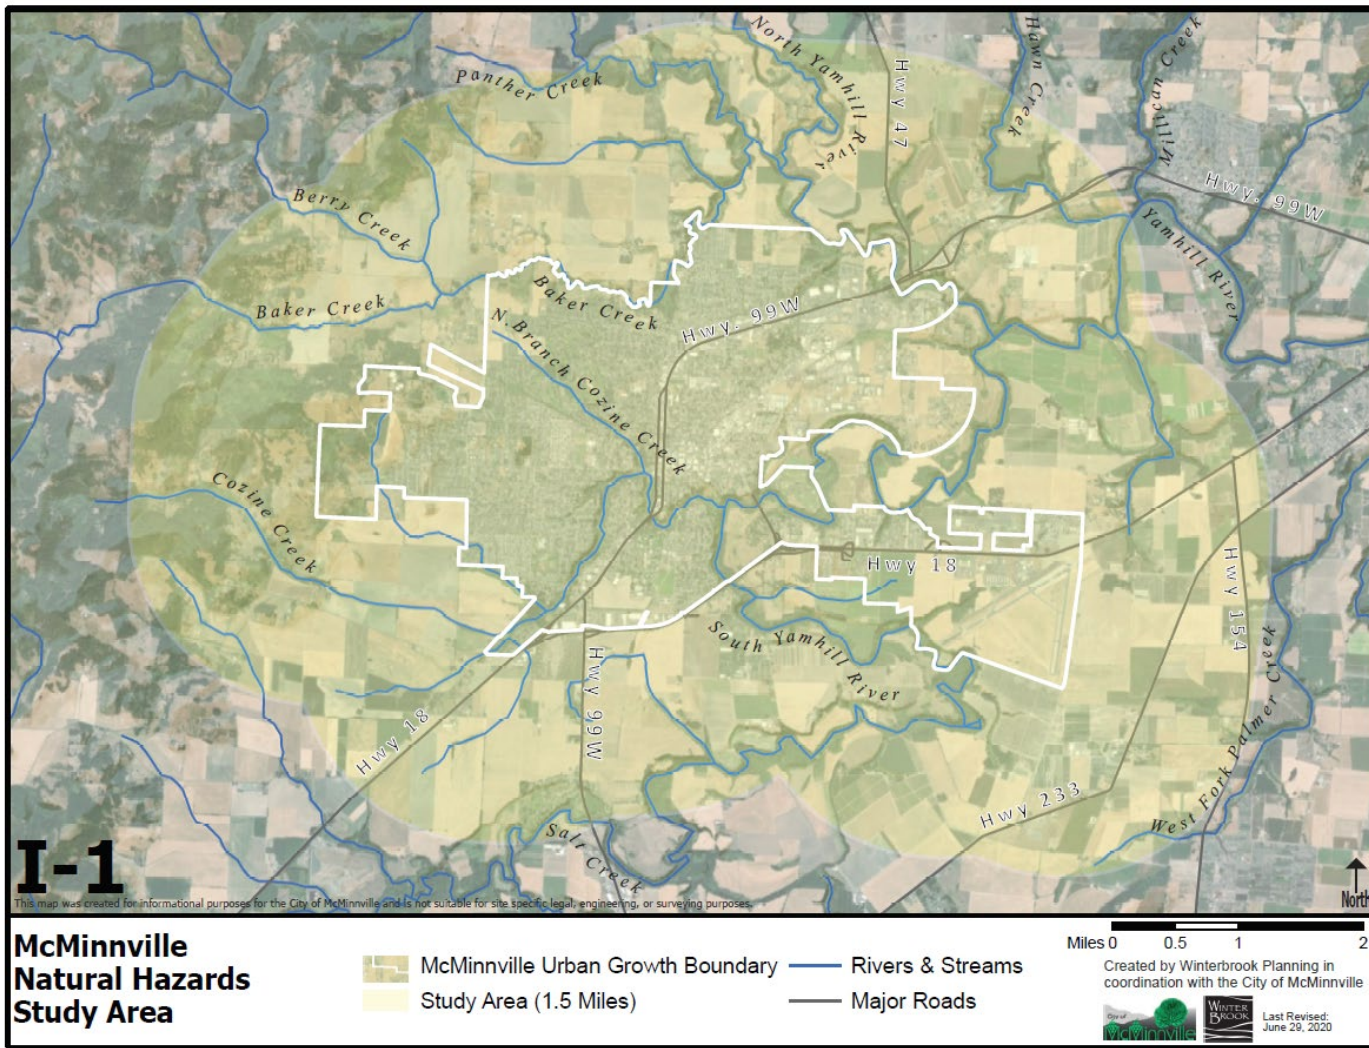 Panther Creek
North Yamhill River
Hwy 47
Hawn Creek
Millican Creek
Hwy. 99W
Berry Creek
Yamhill River
Baker Creek
Baker Creek
Hwy. 99W
N. Branch Cozine Creek
Cozine Creek
Hwy 18
Hwy 154
South Yamhill River
Hwy 18
Hwy 99W
Hwy 233
West Fork Palmer Creek
Salt Creek
I-1
This map was created for informational purposes for the City of McMinnville and is not suitable for site specific legal, engineering, or surveying purposes.
North
McMinnville
Natural Hazards
Study Area
McMinnville Urban Growth Boundary
Study Area (1.5 Miles)
Rivers & Streams
Major Roads
Miles 0 0.5 1 2
Created by Winterbrook Planning in
coordination with the City of McMinnville
City of
McMinnville
WINTER
BROOK
Last Revised:
June 29, 2020